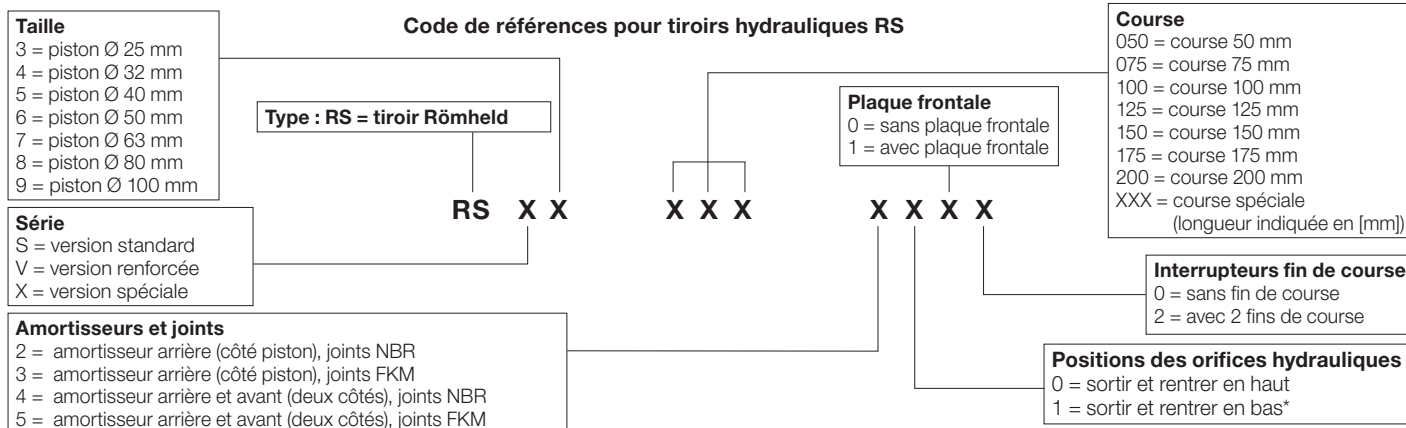 Code de références pour tiroirs hydrauliques RS
Taille
3 = piston Ø 25 mm
4 = piston Ø 32 mm
5 = piston Ø 40 mm
6 = piston Ø 50 mm
7 = piston Ø 63 mm
8 = piston Ø 80 mm
9 = piston Ø 100 mm
Type : RS = tiroir Römheld
Plaque frontale
0 = sans plaque frontale
1 = avec plaque frontale
Course
050 = course 50 mm
075 = course 75 mm
100 = course 100 mm
125 = course 125 mm
150 = course 150 mm
175 = course 175 mm
200 = course 200 mm
XXX = course spéciale
(longueur indiquée en [mm])
RS X X X X X X X X X
Série
S = version standard
V = version renforcée
X = version spéciale
Interrupteurs fin de course
0 = sans fin de course
2 = avec 2 fins de course
Amortisseurs et joints
2 = amortisseur arrière (côté piston), joints NBR
3 = amortisseur arrière (côté piston), joints FKM
4 = amortisseur arrière et avant (deux côtés), joints NBR
5 = amortisseur arrière et avant (deux côtés), joints FKM
Positions des orifices hydrauliques
0 = sortir et rentrer en haut
1 = sortir et rentrer en bas*